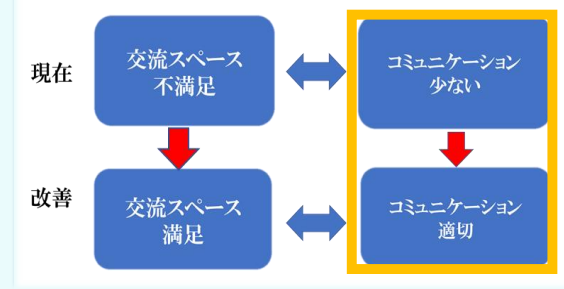 現在
交流スペース
不満足
コミュニケーション
少ない
改善
交流スペース
満足
コミュニケーション
適切